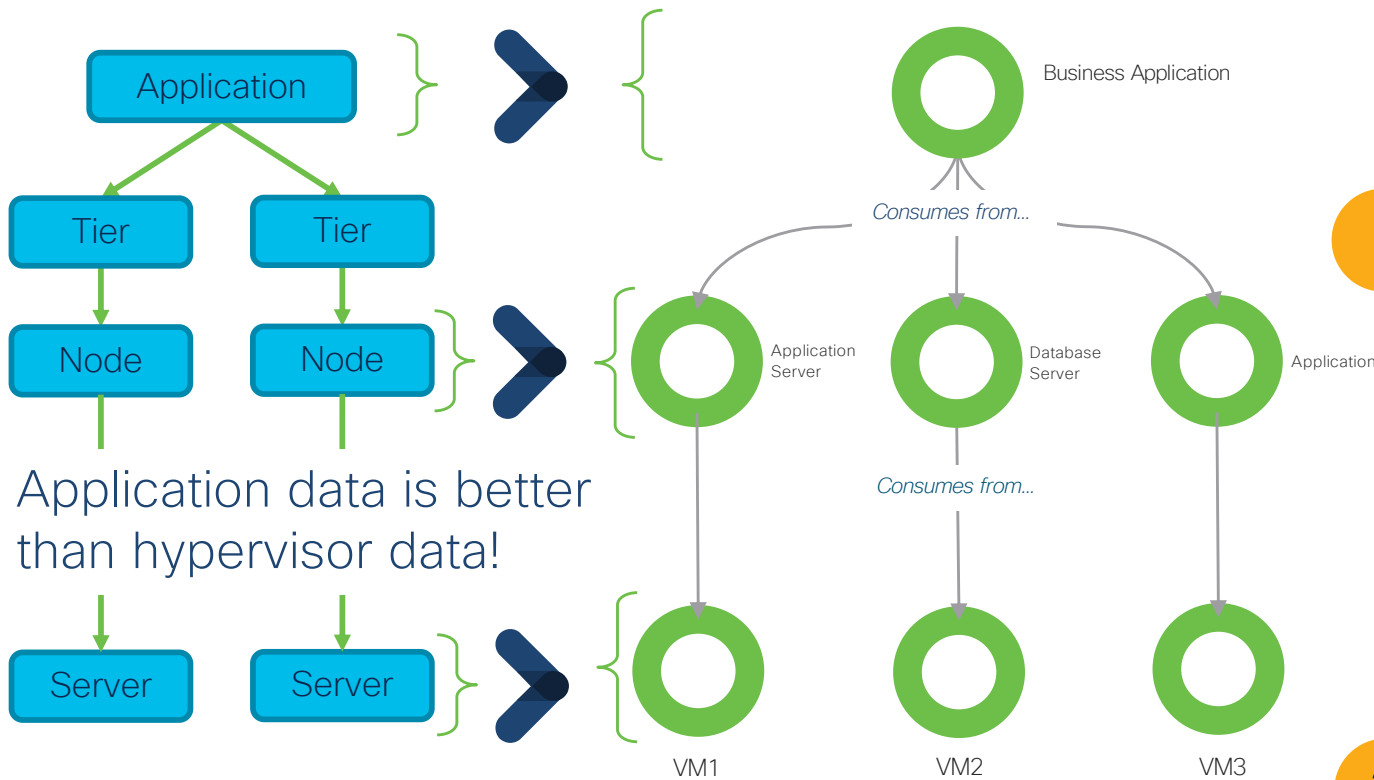 Application
Business Application
Tier
Tier
Consumes from...
Node
Node
Application
Server
Database
Server
Application
Application data is better
than hypervisor data!
Consumes from...
Server
Server
VM1
VM2
VM3